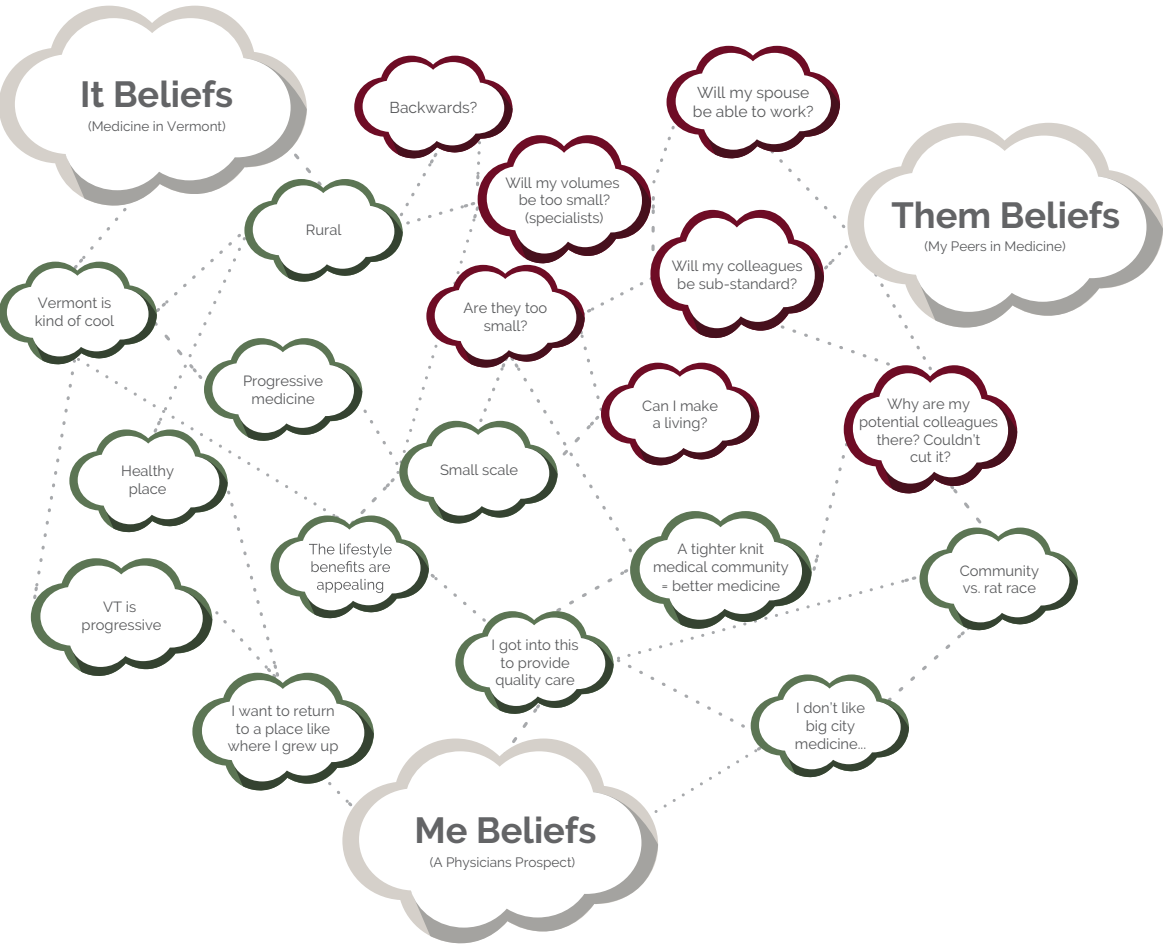 It Beliefs
(Medicine in Vermont)
Backwards?
Will my spouse
be able to work?
Will my volumes
be too small?
(specialists)
Rural
Them Beliefs
(My Peers in Medicine)
Will my colleagues
be sub-standard?
Vermont is
kind of cool
Are they too
small?
Progressive
medicine
Can I make
a living?
Why are my
potential colleagues
there? Couldn't
cut it?
Healthy
place
Small scale
The lifestyle
benefits are
appealing
A tighter knit
medical community
= better medicine
Community
vs. rat race
VT is
progressive
I got into this
to provide
quality care
I want to return
to a place like
where I grew up
I don't like
big city
medicine...
Me Beliefs
(A Physicians Prospect)